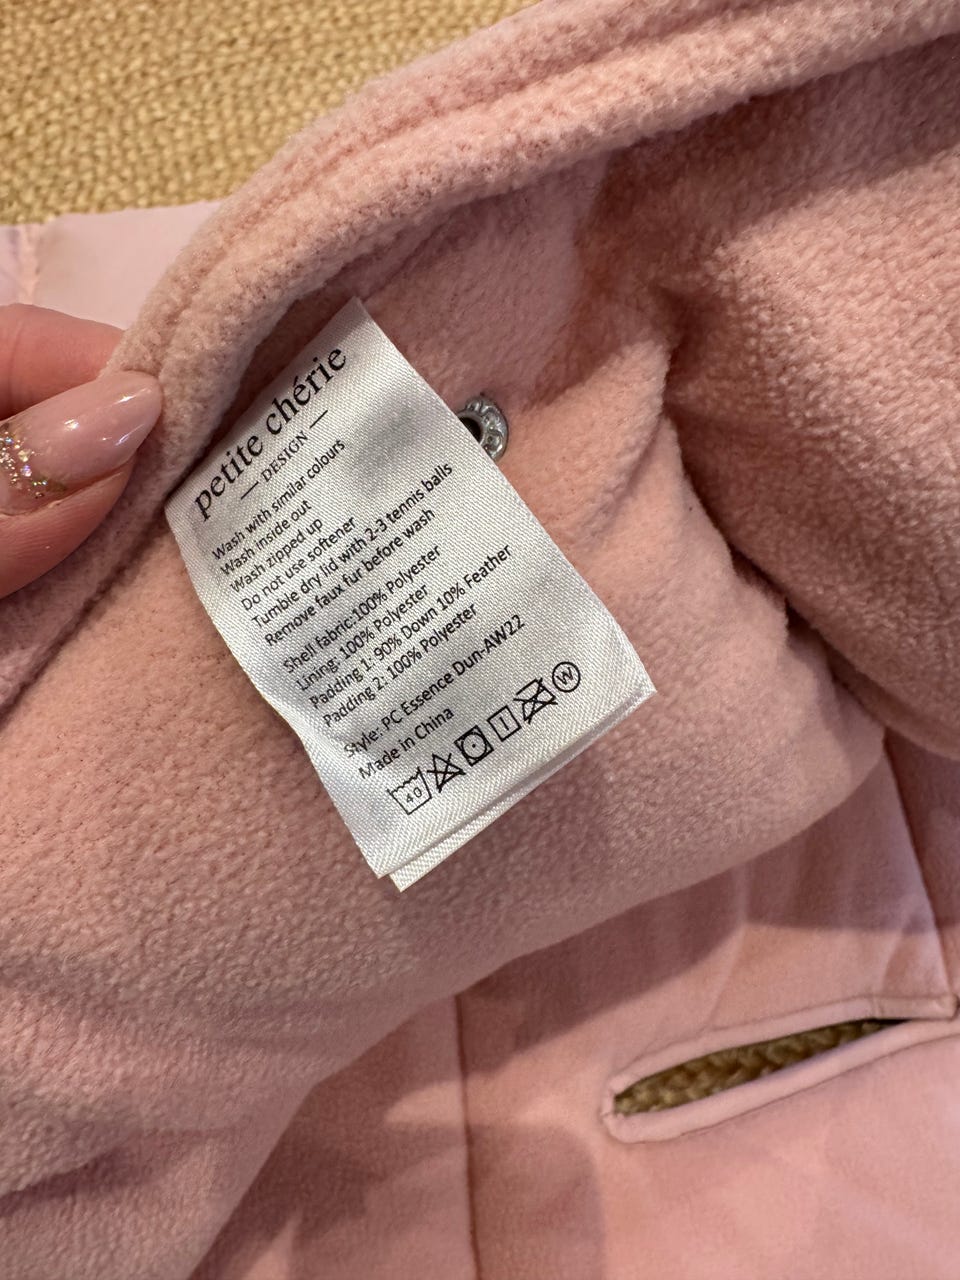 petite chérie
DESIGN
Wash with similar colours
Wash inside out
Wash zipped up
Do not use softener
Tumble dry lid with 2-3 tennis balls
Remove faux fur before wash
Shell fabric:100% Polyester
Lining: 100% Polyester
Padding 1: 90% Down 10% Feather
Padding 2: 100% Polyester
Style: PC Essence Dun-AW22
Made in China
40 W